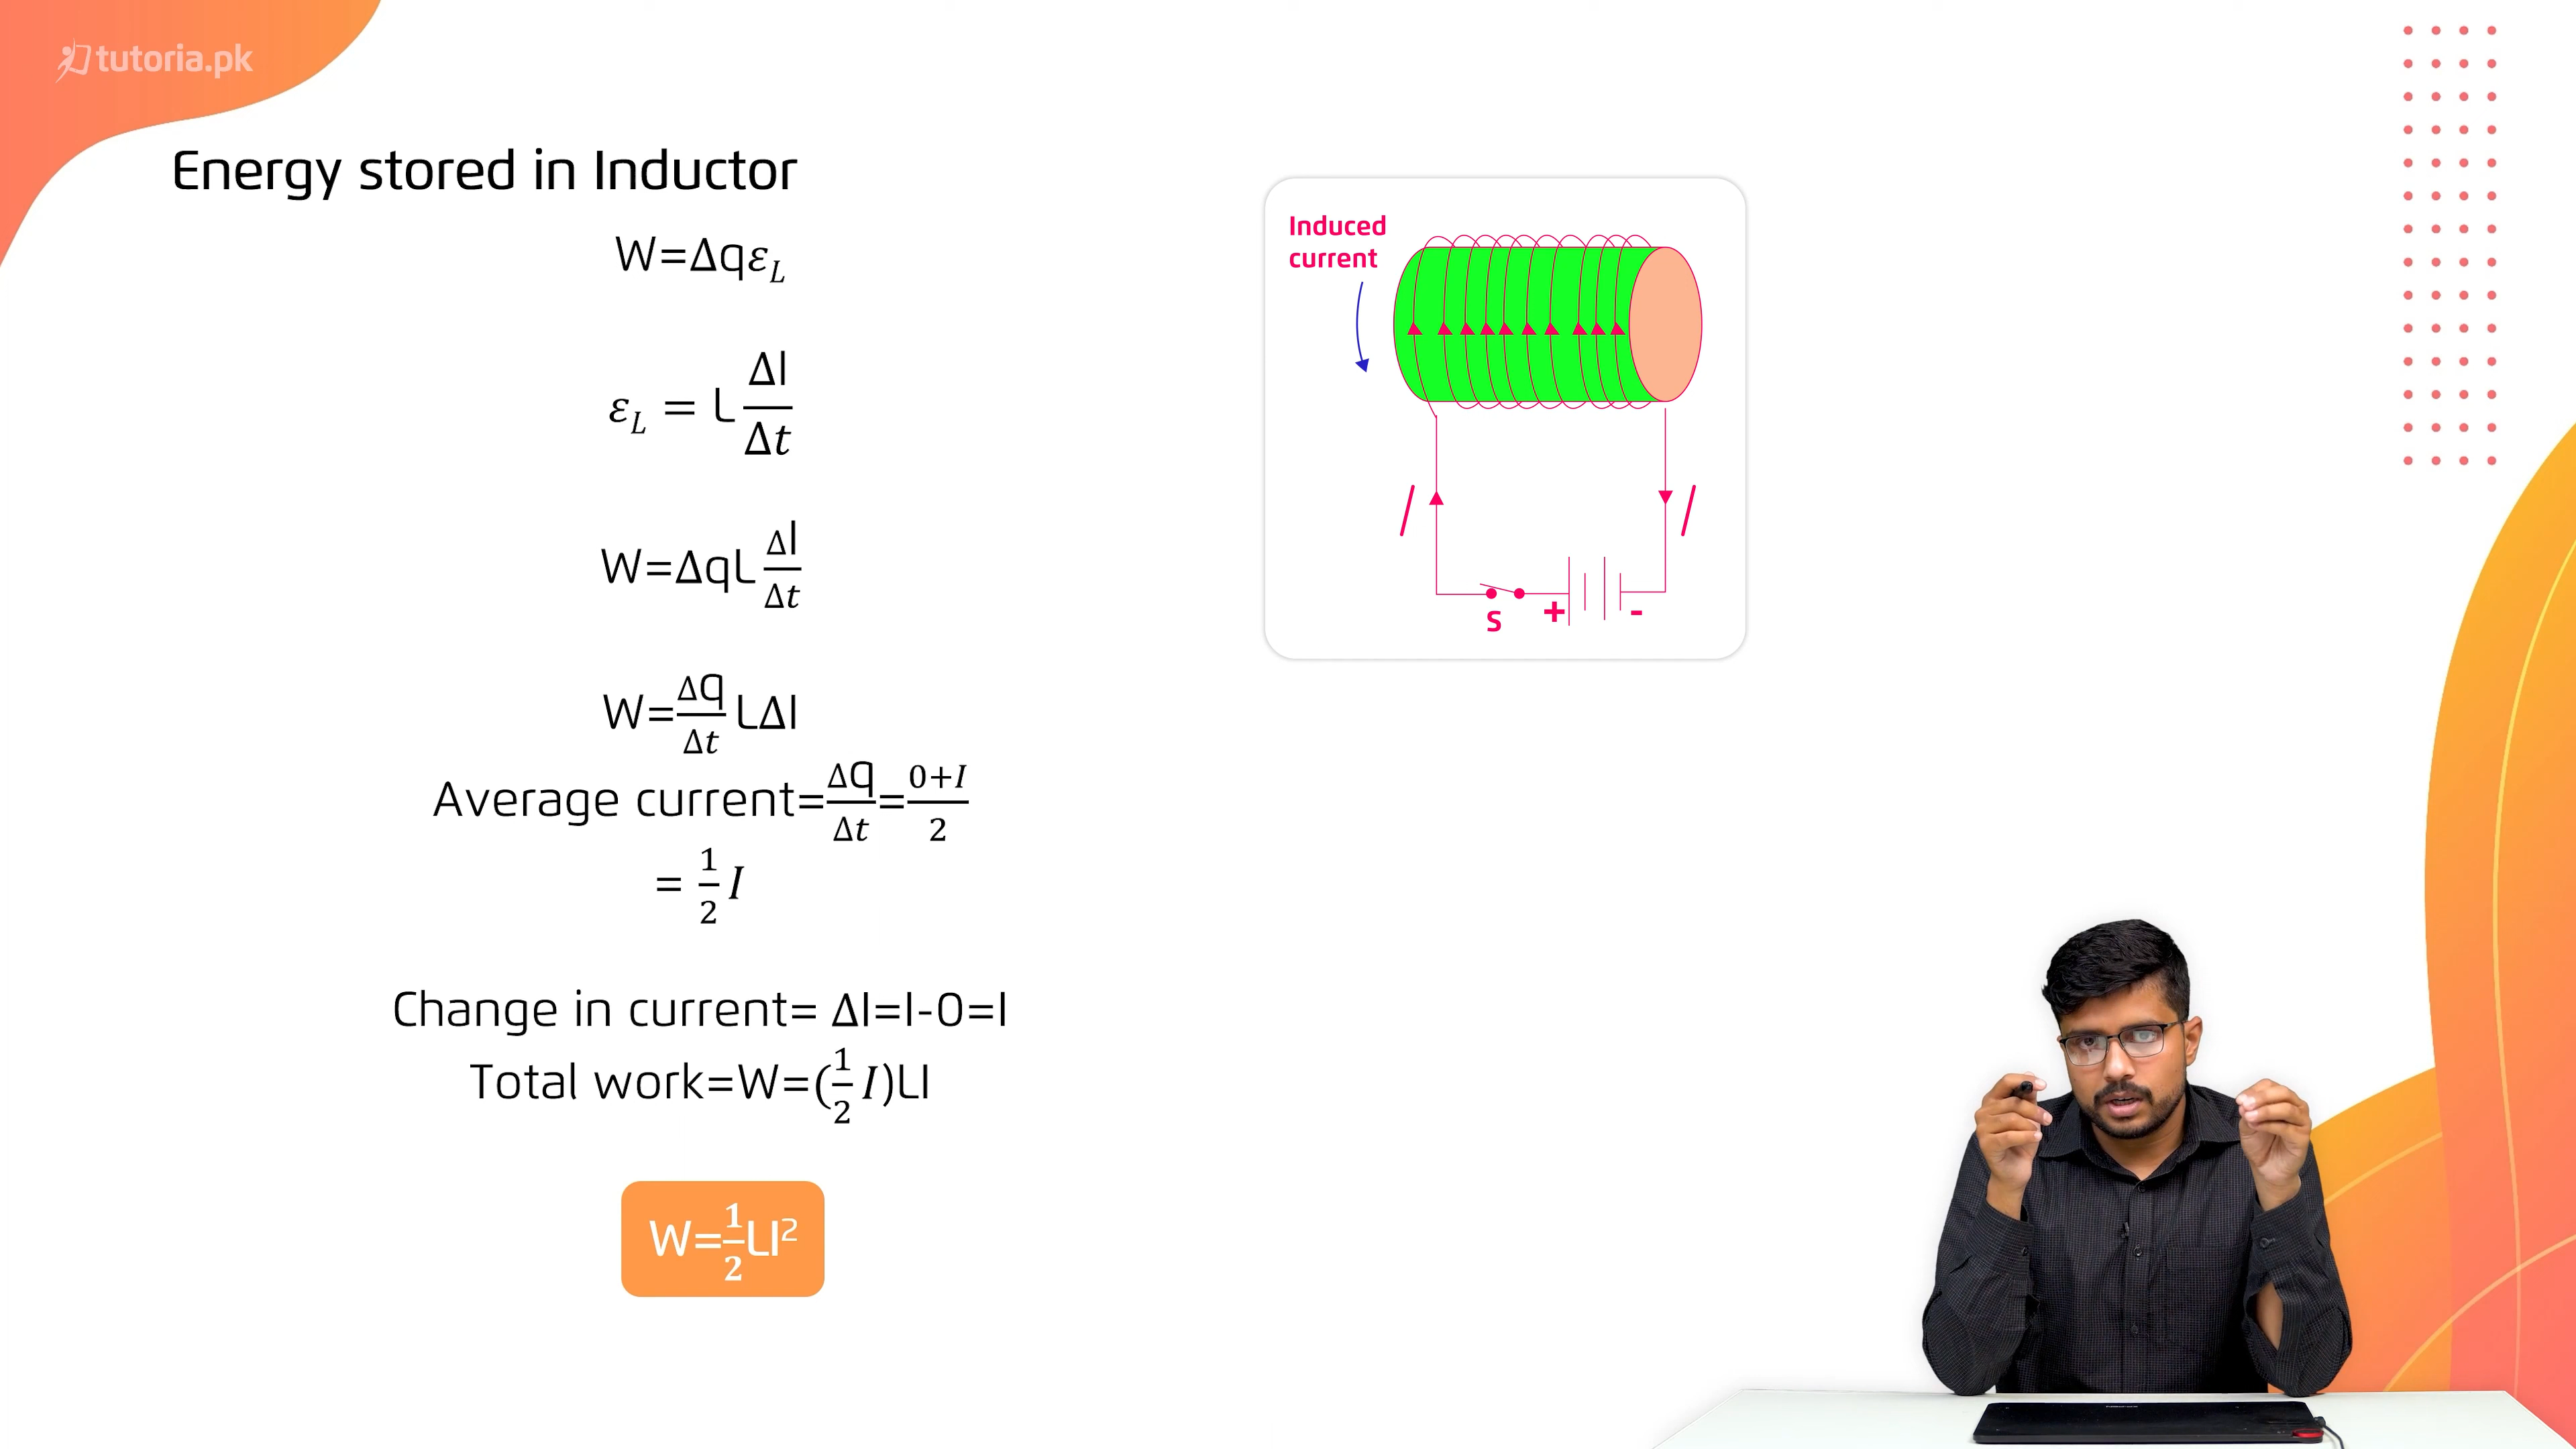 tutoria.pk
Energy stored in Inductor
W=Δqε_L
ε_L = L ΔI/Δt
W=ΔqL ΔI/Δt
W=Δq/Δt LΔI
Average current=Δq/Δt=0+I/2
= 1/2 I
Change in current= ΔI=I-0=I
Total work=W=(1/2 I)LI
W=1/2LI²
Induced
current
I
I
S
+
-